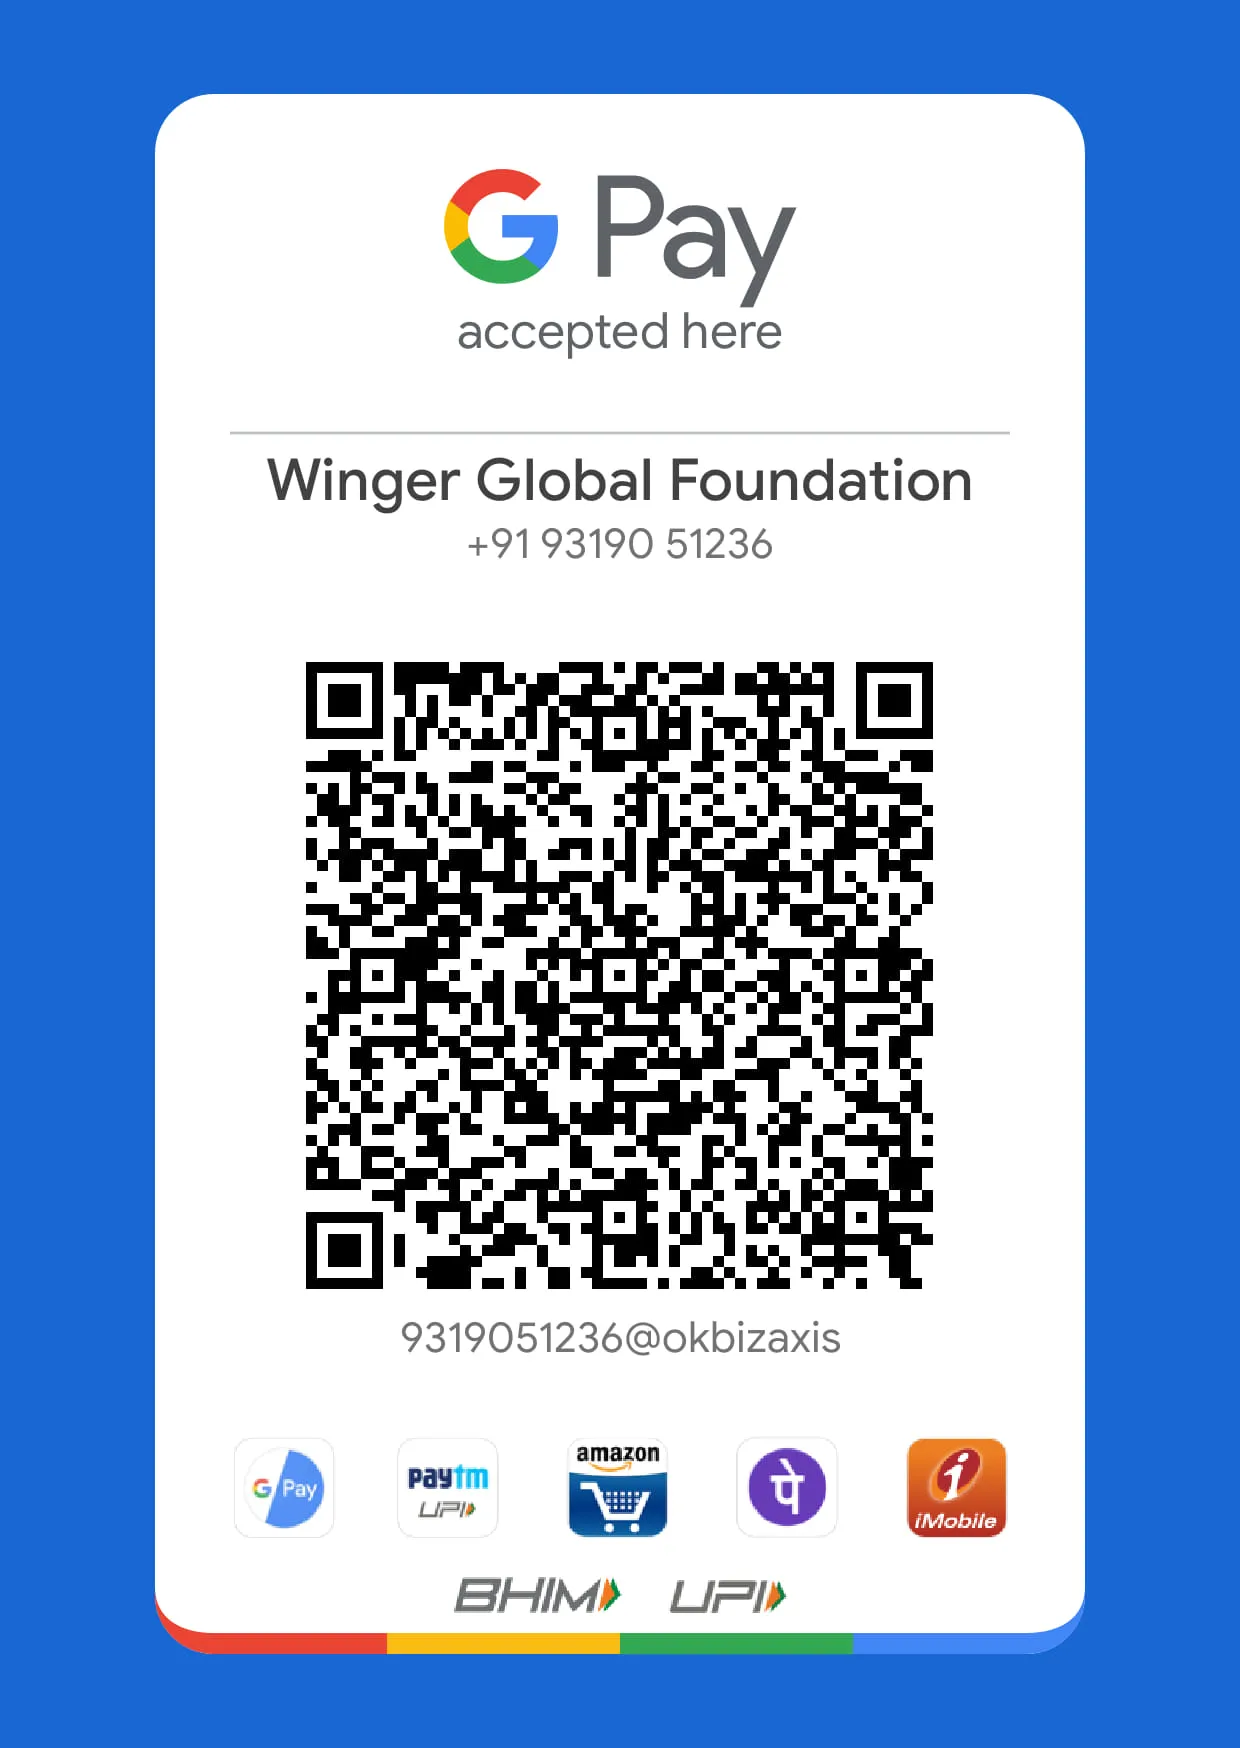 G Pay
accepted here
Winger Global Foundation
+91 93190 51236
9319051236@okbizaxis
G Pay
paytm
UPI
amazon
पे
i
iMobile
BHIM UPI